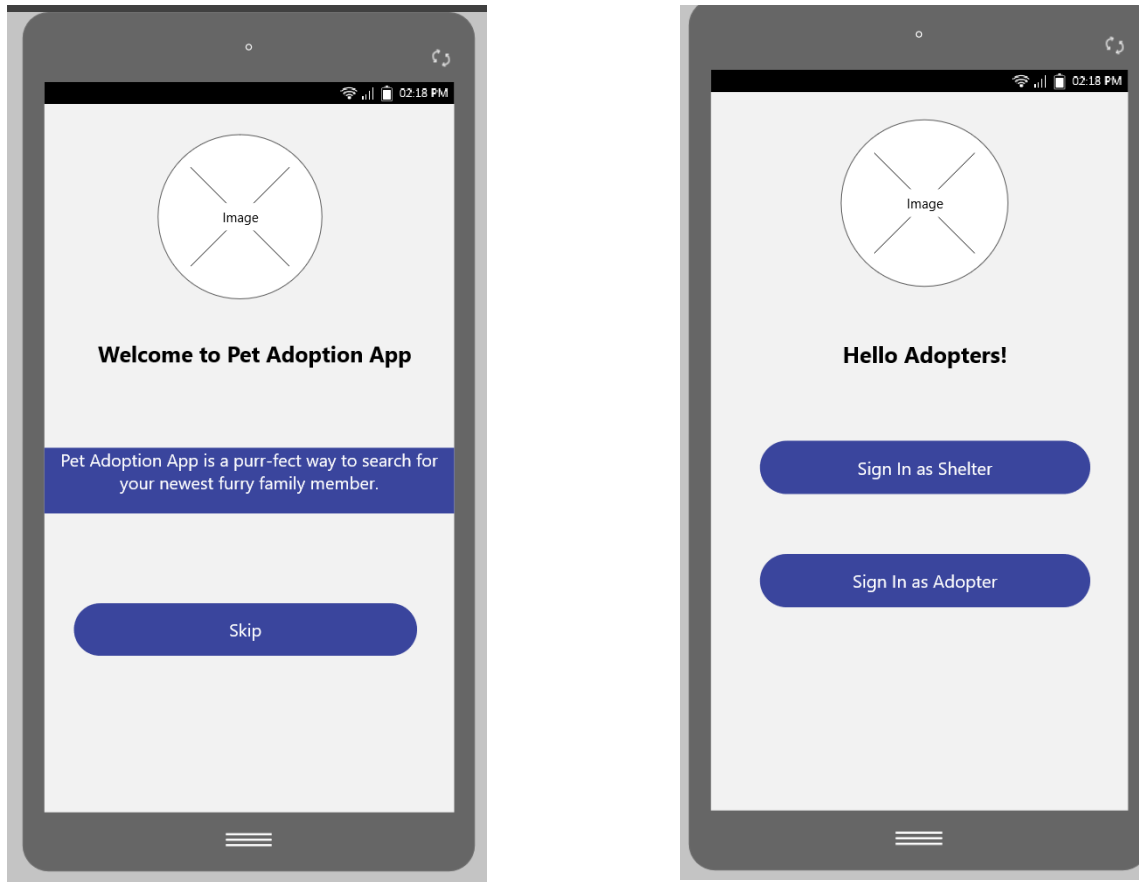 02:18 PM
Image
Welcome to Pet Adoption App
Pet Adoption App is a purr-fect way to search for
your newest furry family member.
Skip
02:18 PM
Image
Hello Adopters!
Sign In as Shelter
Sign In as Adopter